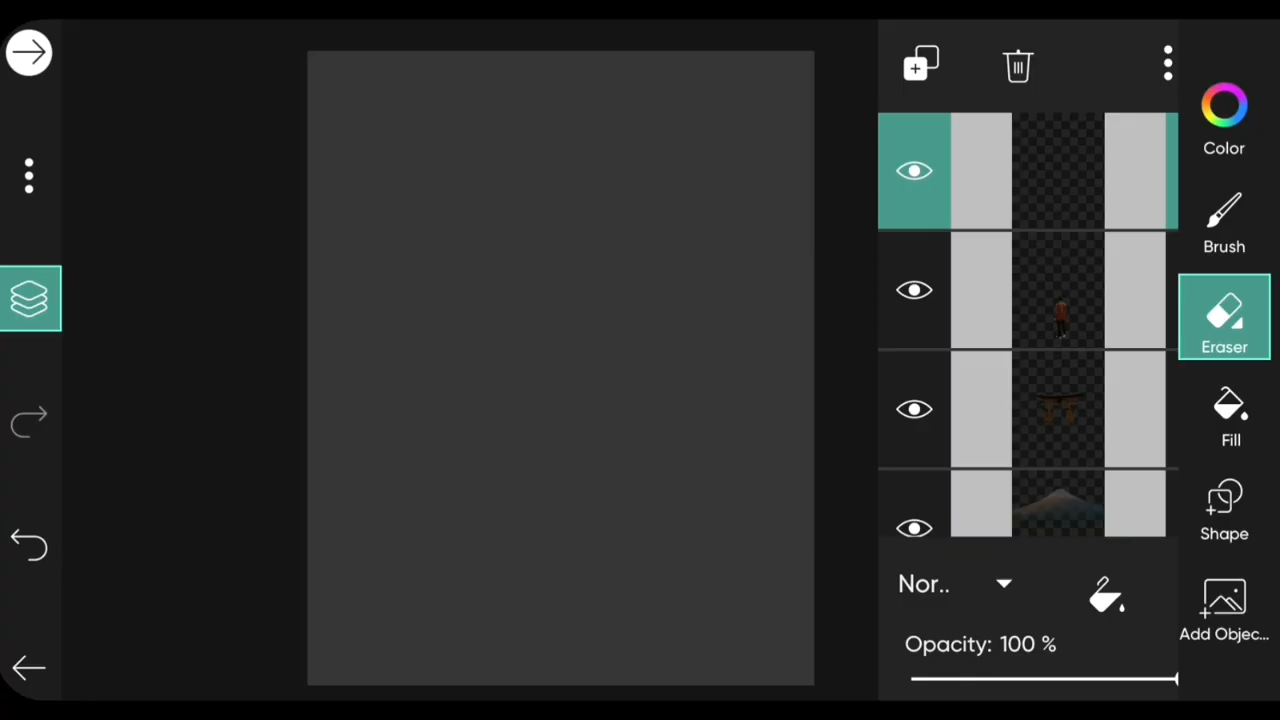 Color
Brush
Eraser
Fill
Shape
Add Objec...
Nor..
Opacity: 100 %